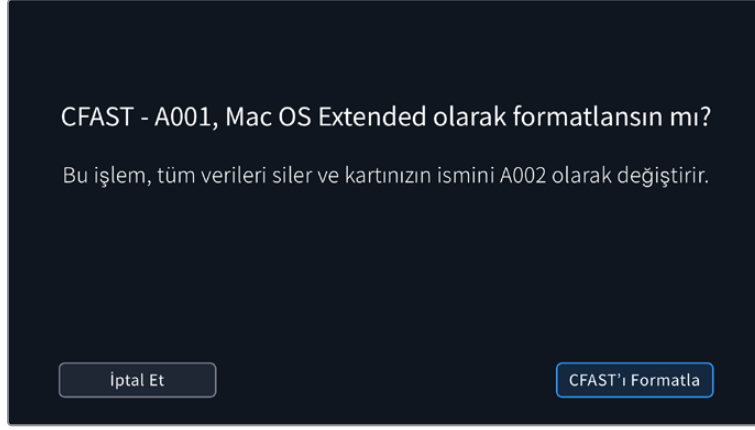 CFAST - A001, Mac OS Extended olarak formatlansın mı?
Bu işlem, tüm verileri siler ve kartınızın ismini A002 olarak değiştirir.
İptal Et
CFAST'ı Formatla